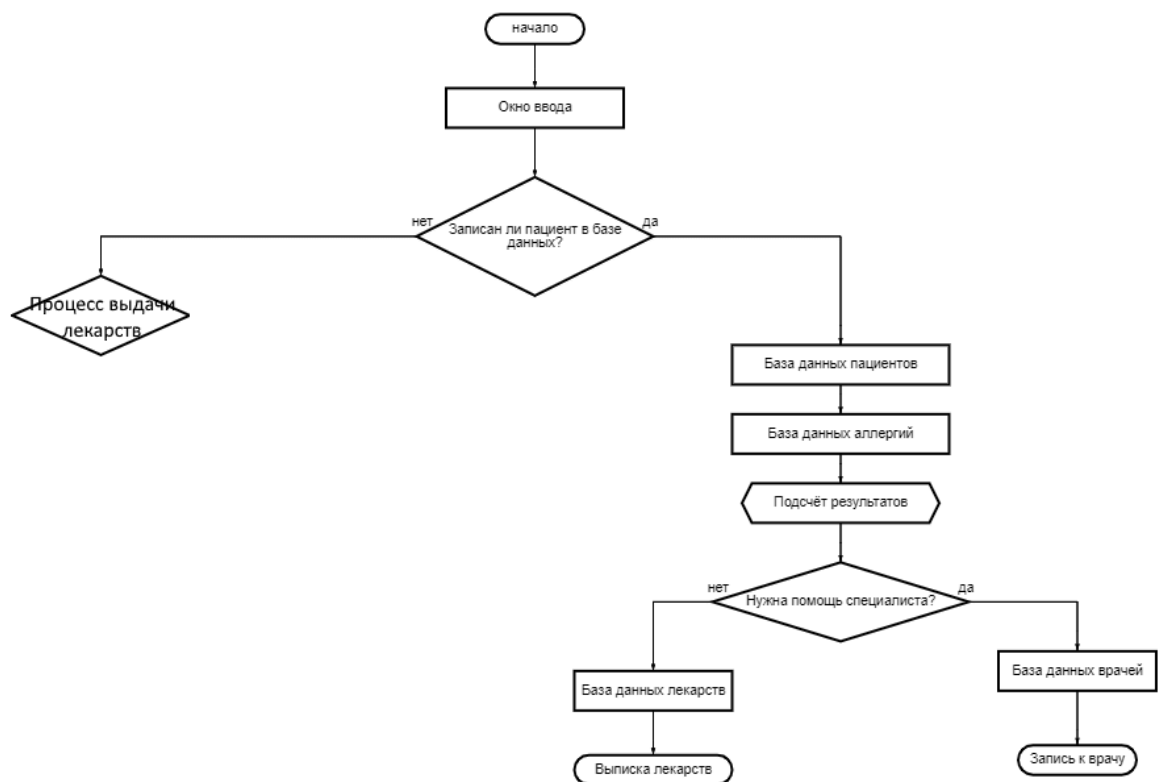 начало
Окно ввода
нет
да
Записан ли пациент в базе
данных?
Процесс выдачи
лекарств
База данных пациентов
База данных аллергий
Подсчёт результатов
нет
да
Нужна помощь специалиста?
База данных лекарств
База данных врачей
Выписка лекарств
Запись к врачу